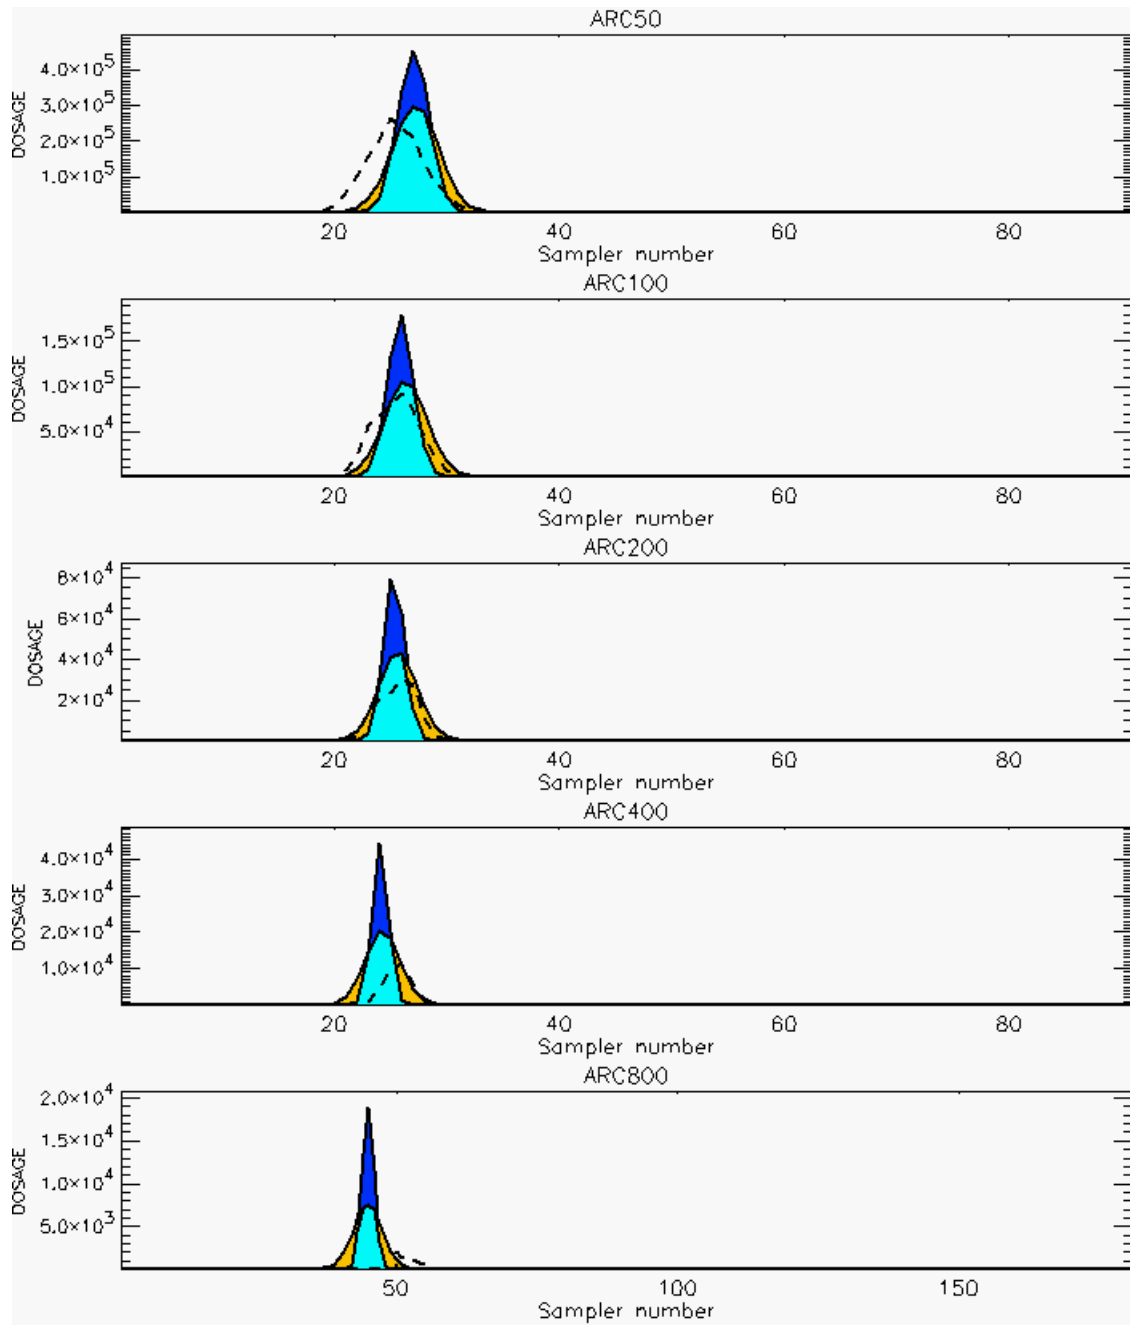 ARC50
DOSAGE
4.0×10⁵
3.0×10⁵
2.0×10⁵
1.0×10⁵
20 40 60 80
Sampler number
ARC100
DOSAGE
1.5×10⁵
1.0×10⁵
5.0×10⁴
20 40 60 80
Sampler number
ARC200
DOSAGE
8×10⁴
6×10⁴
4×10⁴
2×10⁴
20 40 60 80
Sampler number
ARC400
DOSAGE
4.0×10⁴
3.0×10⁴
2.0×10⁴
1.0×10⁴
20 40 60 80
Sampler number
ARC800
DOSAGE
2.0×10⁴
1.5×10⁴
1.0×10⁴
5.0×10³
50 100 150
Sampler number